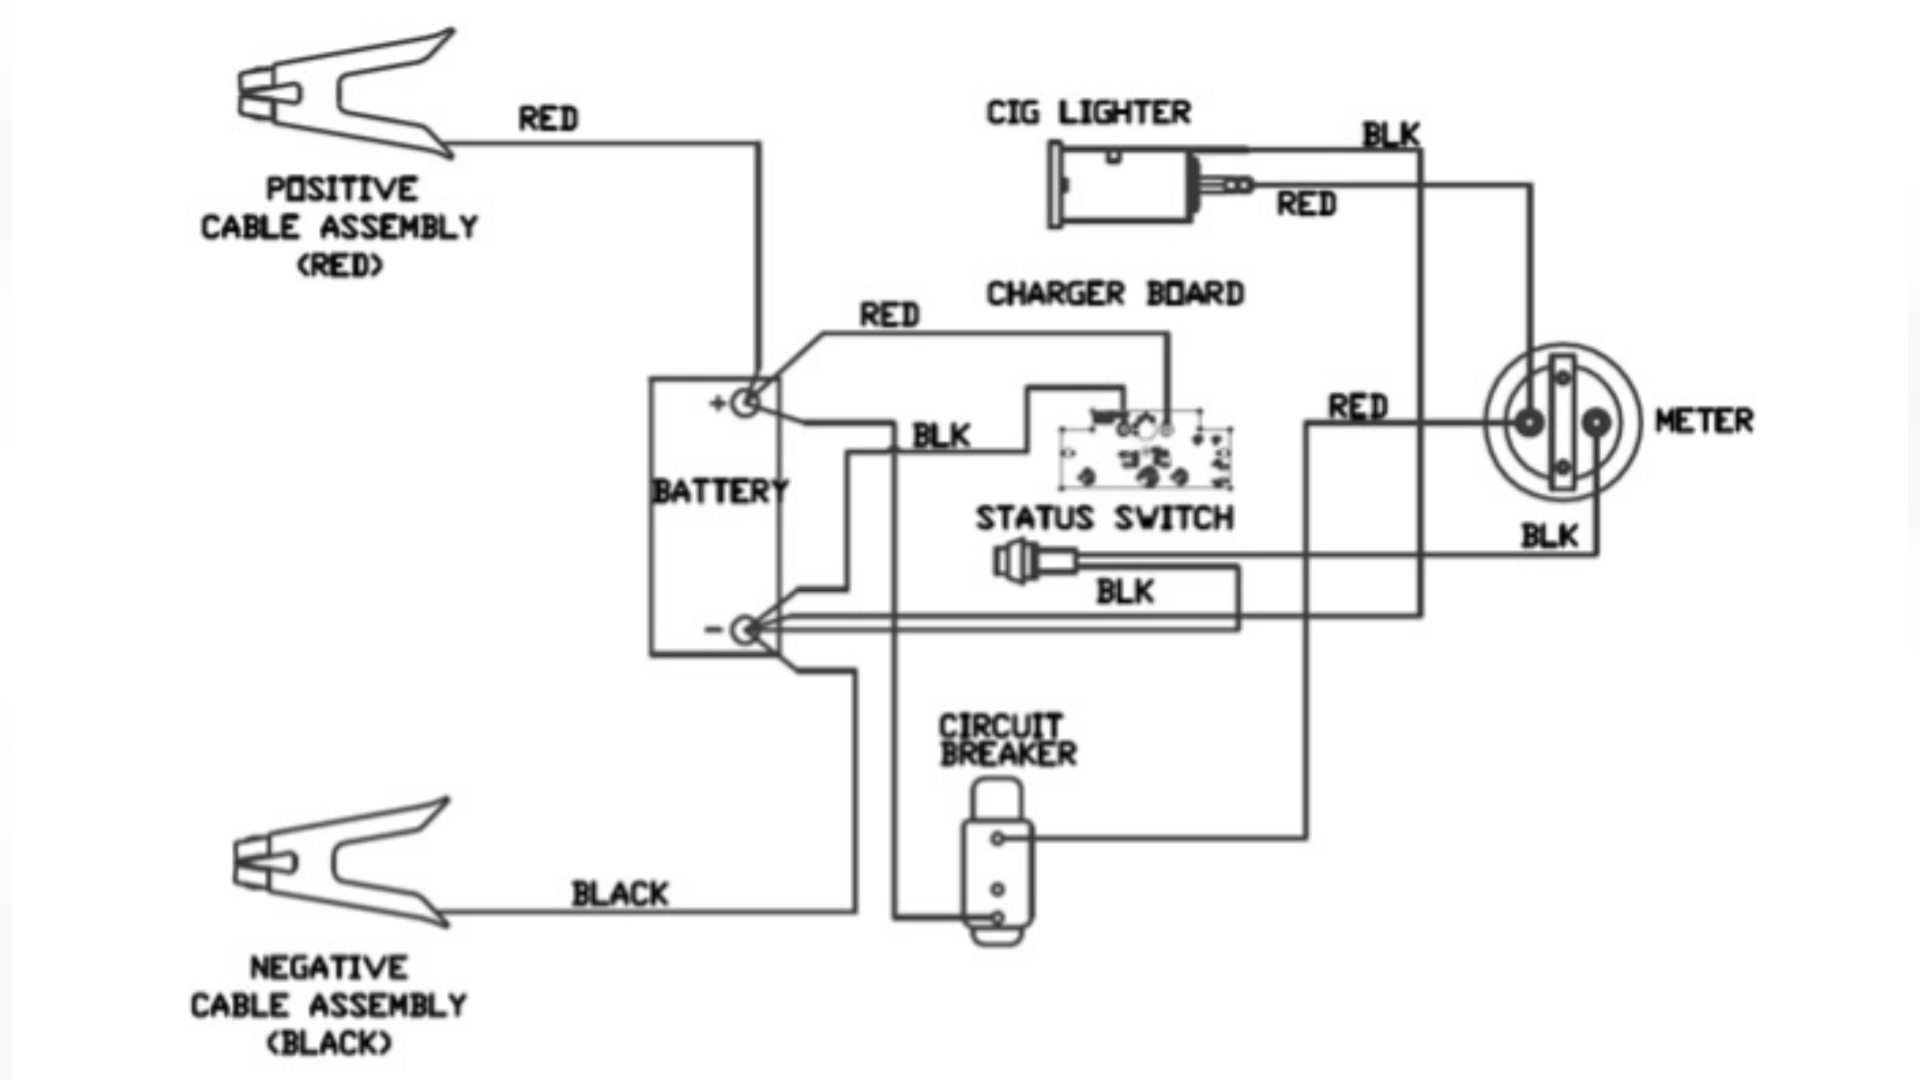 RED
POSITIVE
CABLE ASSEMBLY
(RED)
CIG LIGHTER
BLK
RED
CHARGER BOARD
RED
+
BLK
RED
METER
BATTERY
STATUS SWITCH
BLK
BLK
-
CIRCUIT
BREAKER
BLACK
NEGATIVE
CABLE ASSEMBLY
(BLACK)